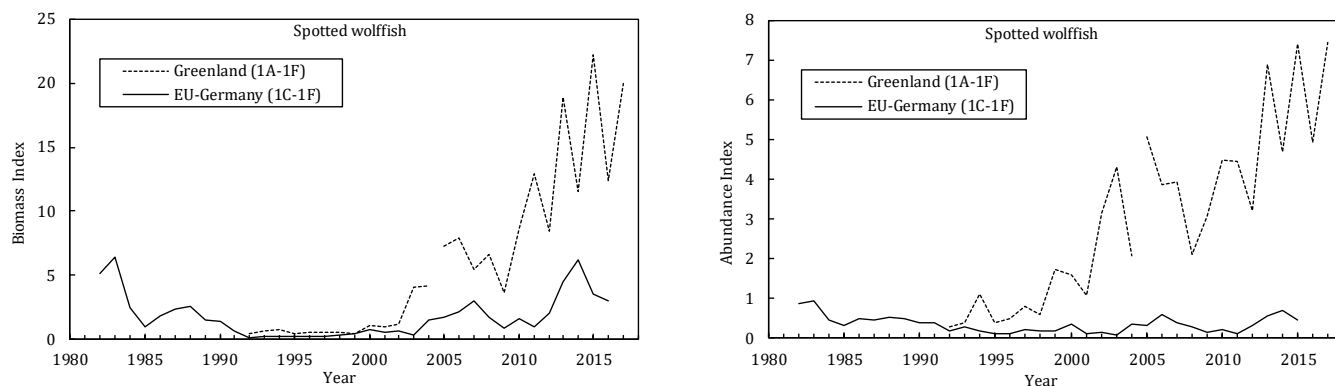 Spotted wolffish
Greenland (1A-1F)
EU-Germany (1C-1F)
Biomass Index
25
20
15
10
5
0
1980 1985 1990 1995 2000 2005 2010 2015
Year
Spotted wolffish
Greenland (1A-1F)
EU-Germany (1C-1F)
Abundance Index
8
7
6
5
4
3
2
1
0
1980 1985 1990 1995 2000 2005 2010 2015
Year